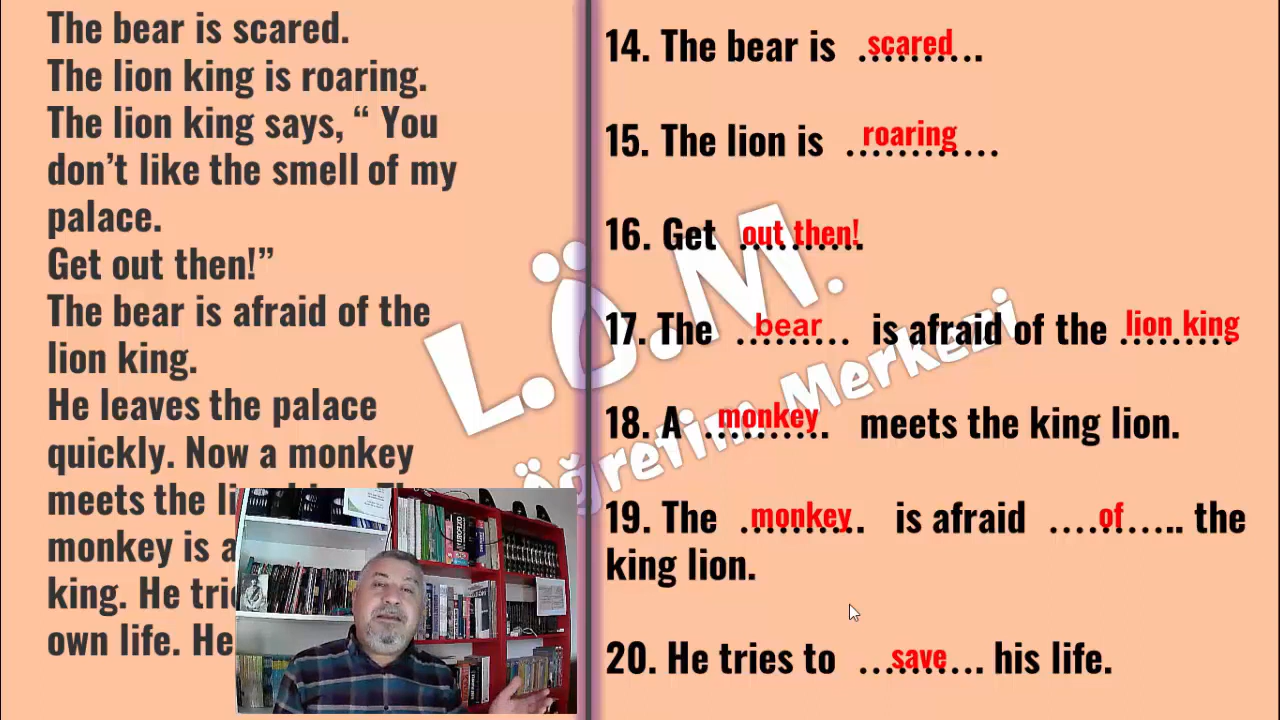 The bear is scared.
The lion king is roaring.
The lion king says, “ You
don’t like the smell of my
palace.
Get out then!”
The bear is afraid of the
lion king.
He leaves the palace
quickly. Now a monkey
meets the
monkey is
king. He
own life. He
14. The bear is scared.
15. The lion is roaring
16. Get out then!.
17. The bear is afraid of the lion king
18. A monkey meets the king lion.
19. The monkey is afraid of the
king lion.
20. He tries to save his life.
L.Ö.M.
Öğretim Merkezi